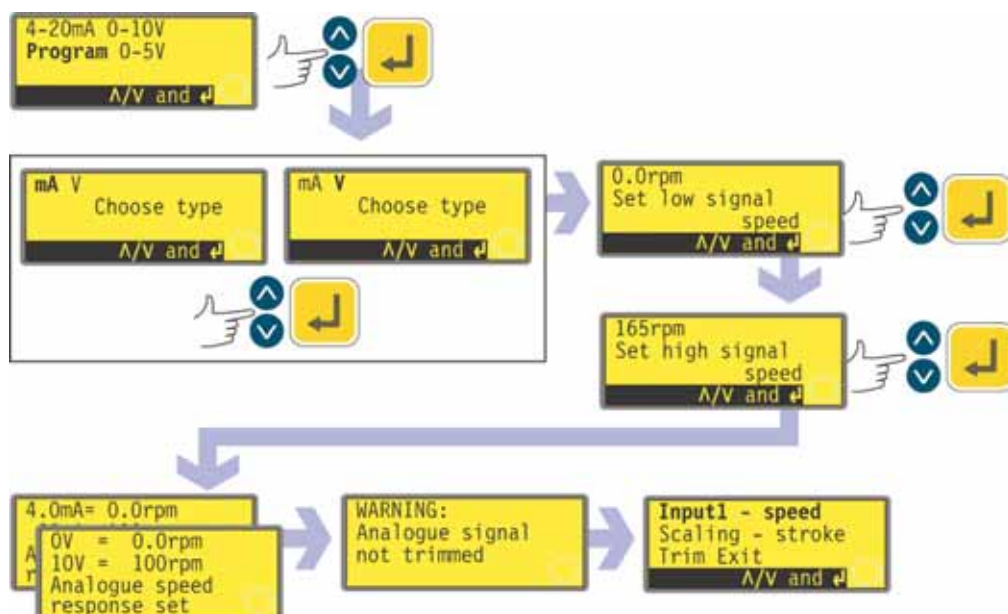 4-20mA 0-10V
Program 0-5V
∧/∨ and ↲
mA V
Choose type
∧/∨ and ↲
mA V
Choose type
∧/∨ and ↲
0.0rpm
Set low signal
speed
∧/∨ and ↲
165rpm
Set high signal
speed
∧/∨ and ↲
4.0mA= 0.0rpm
0V = 0.0rpm
10V = 100rpm
Analogue speed
response set
WARNING:
Analogue signal
not trimmed
Input1 - speed
Scaling - stroke
Trim Exit
∧/∨ and ↲